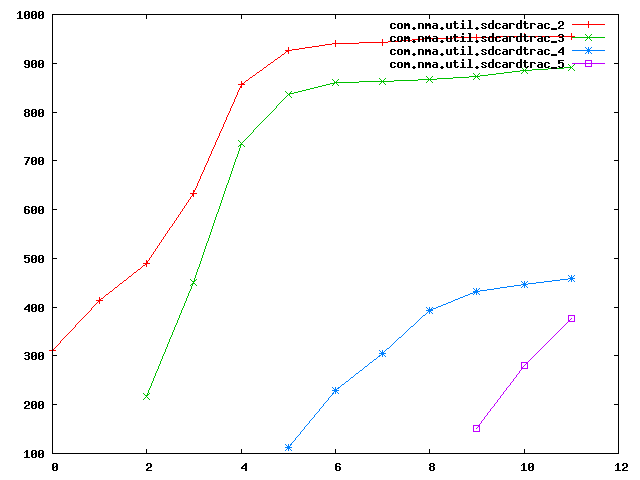 1000
900
800
700
600
500
400
300
200
100
0 2 4 6 8 10 12
com.nma.util.sdcardtrac_2
com.nma.util.sdcardtrac_3
com.nma.util.sdcardtrac_4
com.nma.util.sdcardtrac_5